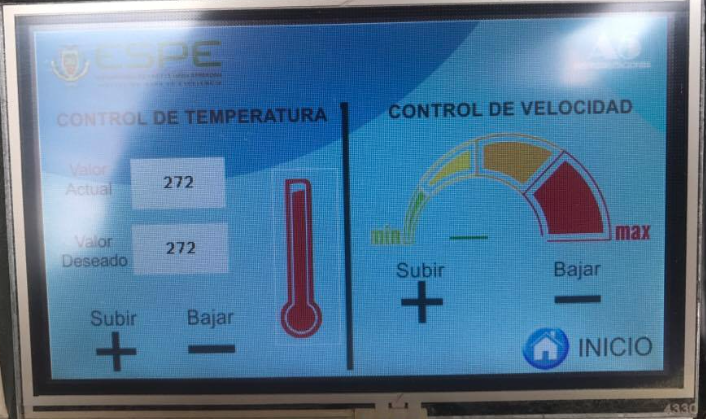 ESPE
CONTROL DE TEMPERATURA
Valor
Actual
272
Valor
Deseado
272
Subir
Bajar
+
−
CONTROL DE VELOCIDAD
min
max
Subir
Bajar
+
−
INICIO